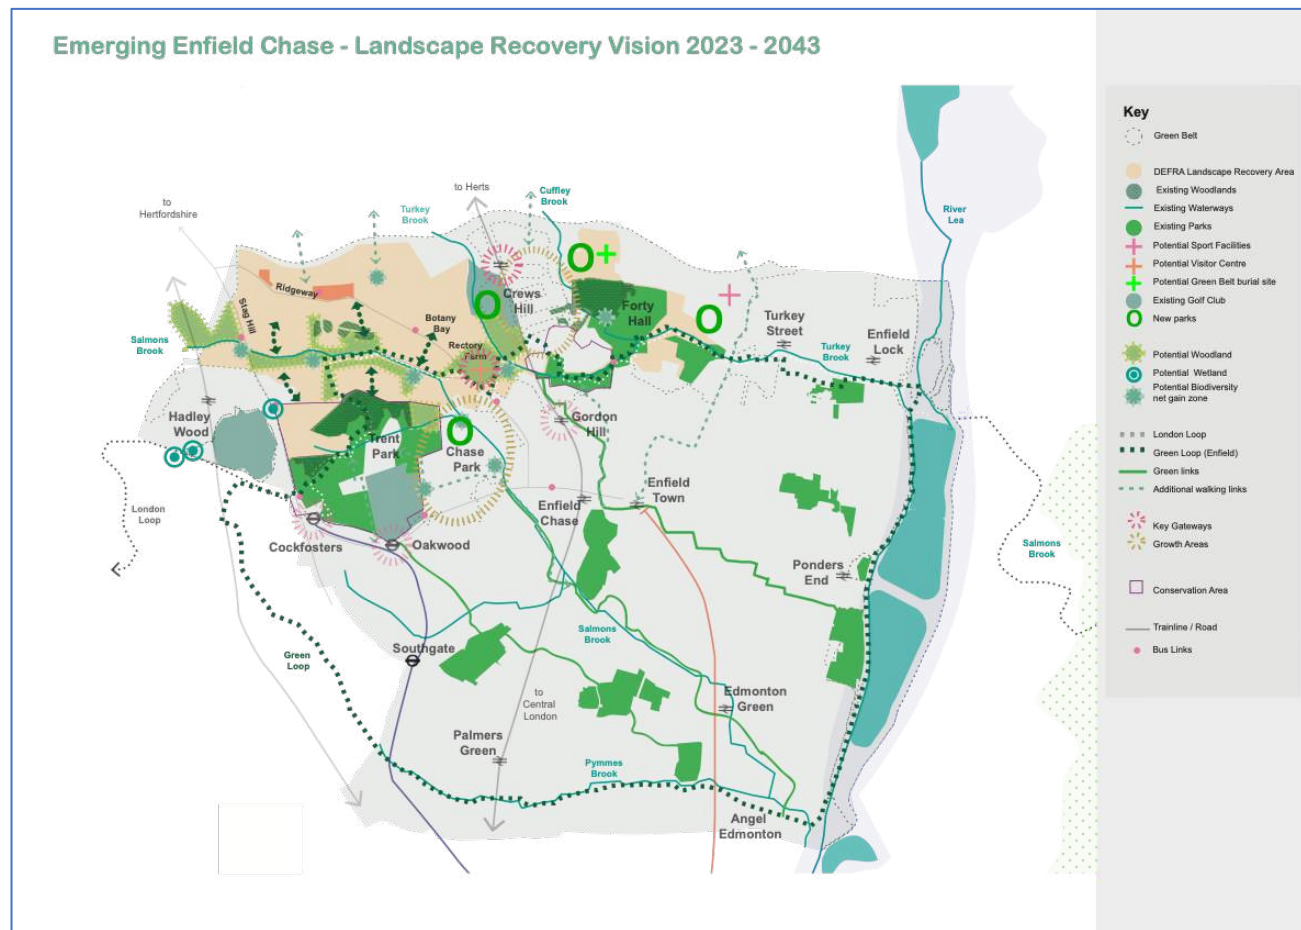 Emerging Enfield Chase - Landscape Recovery Vision 2023 - 2043
to
Hertfordshire
to Herts
Cuffley
Brook
Turkey
Brook
River
Lea
Ridgeway
Stag Hill
Botany
Bay
Crews
Hill
Forty
Hall
Turkey
Street
Enfield
Lock
Salmons
Brook
Rectory
Farm
Turkey
Brook
Hadley
Wood
Trent
Park
Chase
Park
Gordon
Hill
London
Loop
Enfield
Chase
Enfield
Town
Cockfosters
Oakwood
Ponders
End
Salmons
Brook
Green
Loop
Southgate
Salmons
Brook
to
Central
London
Edmonton
Green
Palmers
Green
Pymmes
Brook
Angel
Edmonton
Key
Green Belt
DEFRA Landscape Recovery Area
Existing Woodlands
Existing Waterways
Existing Parks
Potential Sport Facilities
Potential Visitor Centre
Potential Green Belt burial site
Existing Golf Club
New parks
Potential Woodland
Potential Wetland
Potential Biodiversity
net gain zone
London Loop
Green Loop (Enfield)
Green links
Additional walking links
Key Gateways
Growth Areas
Conservation Area
Trainline / Road
Bus Links